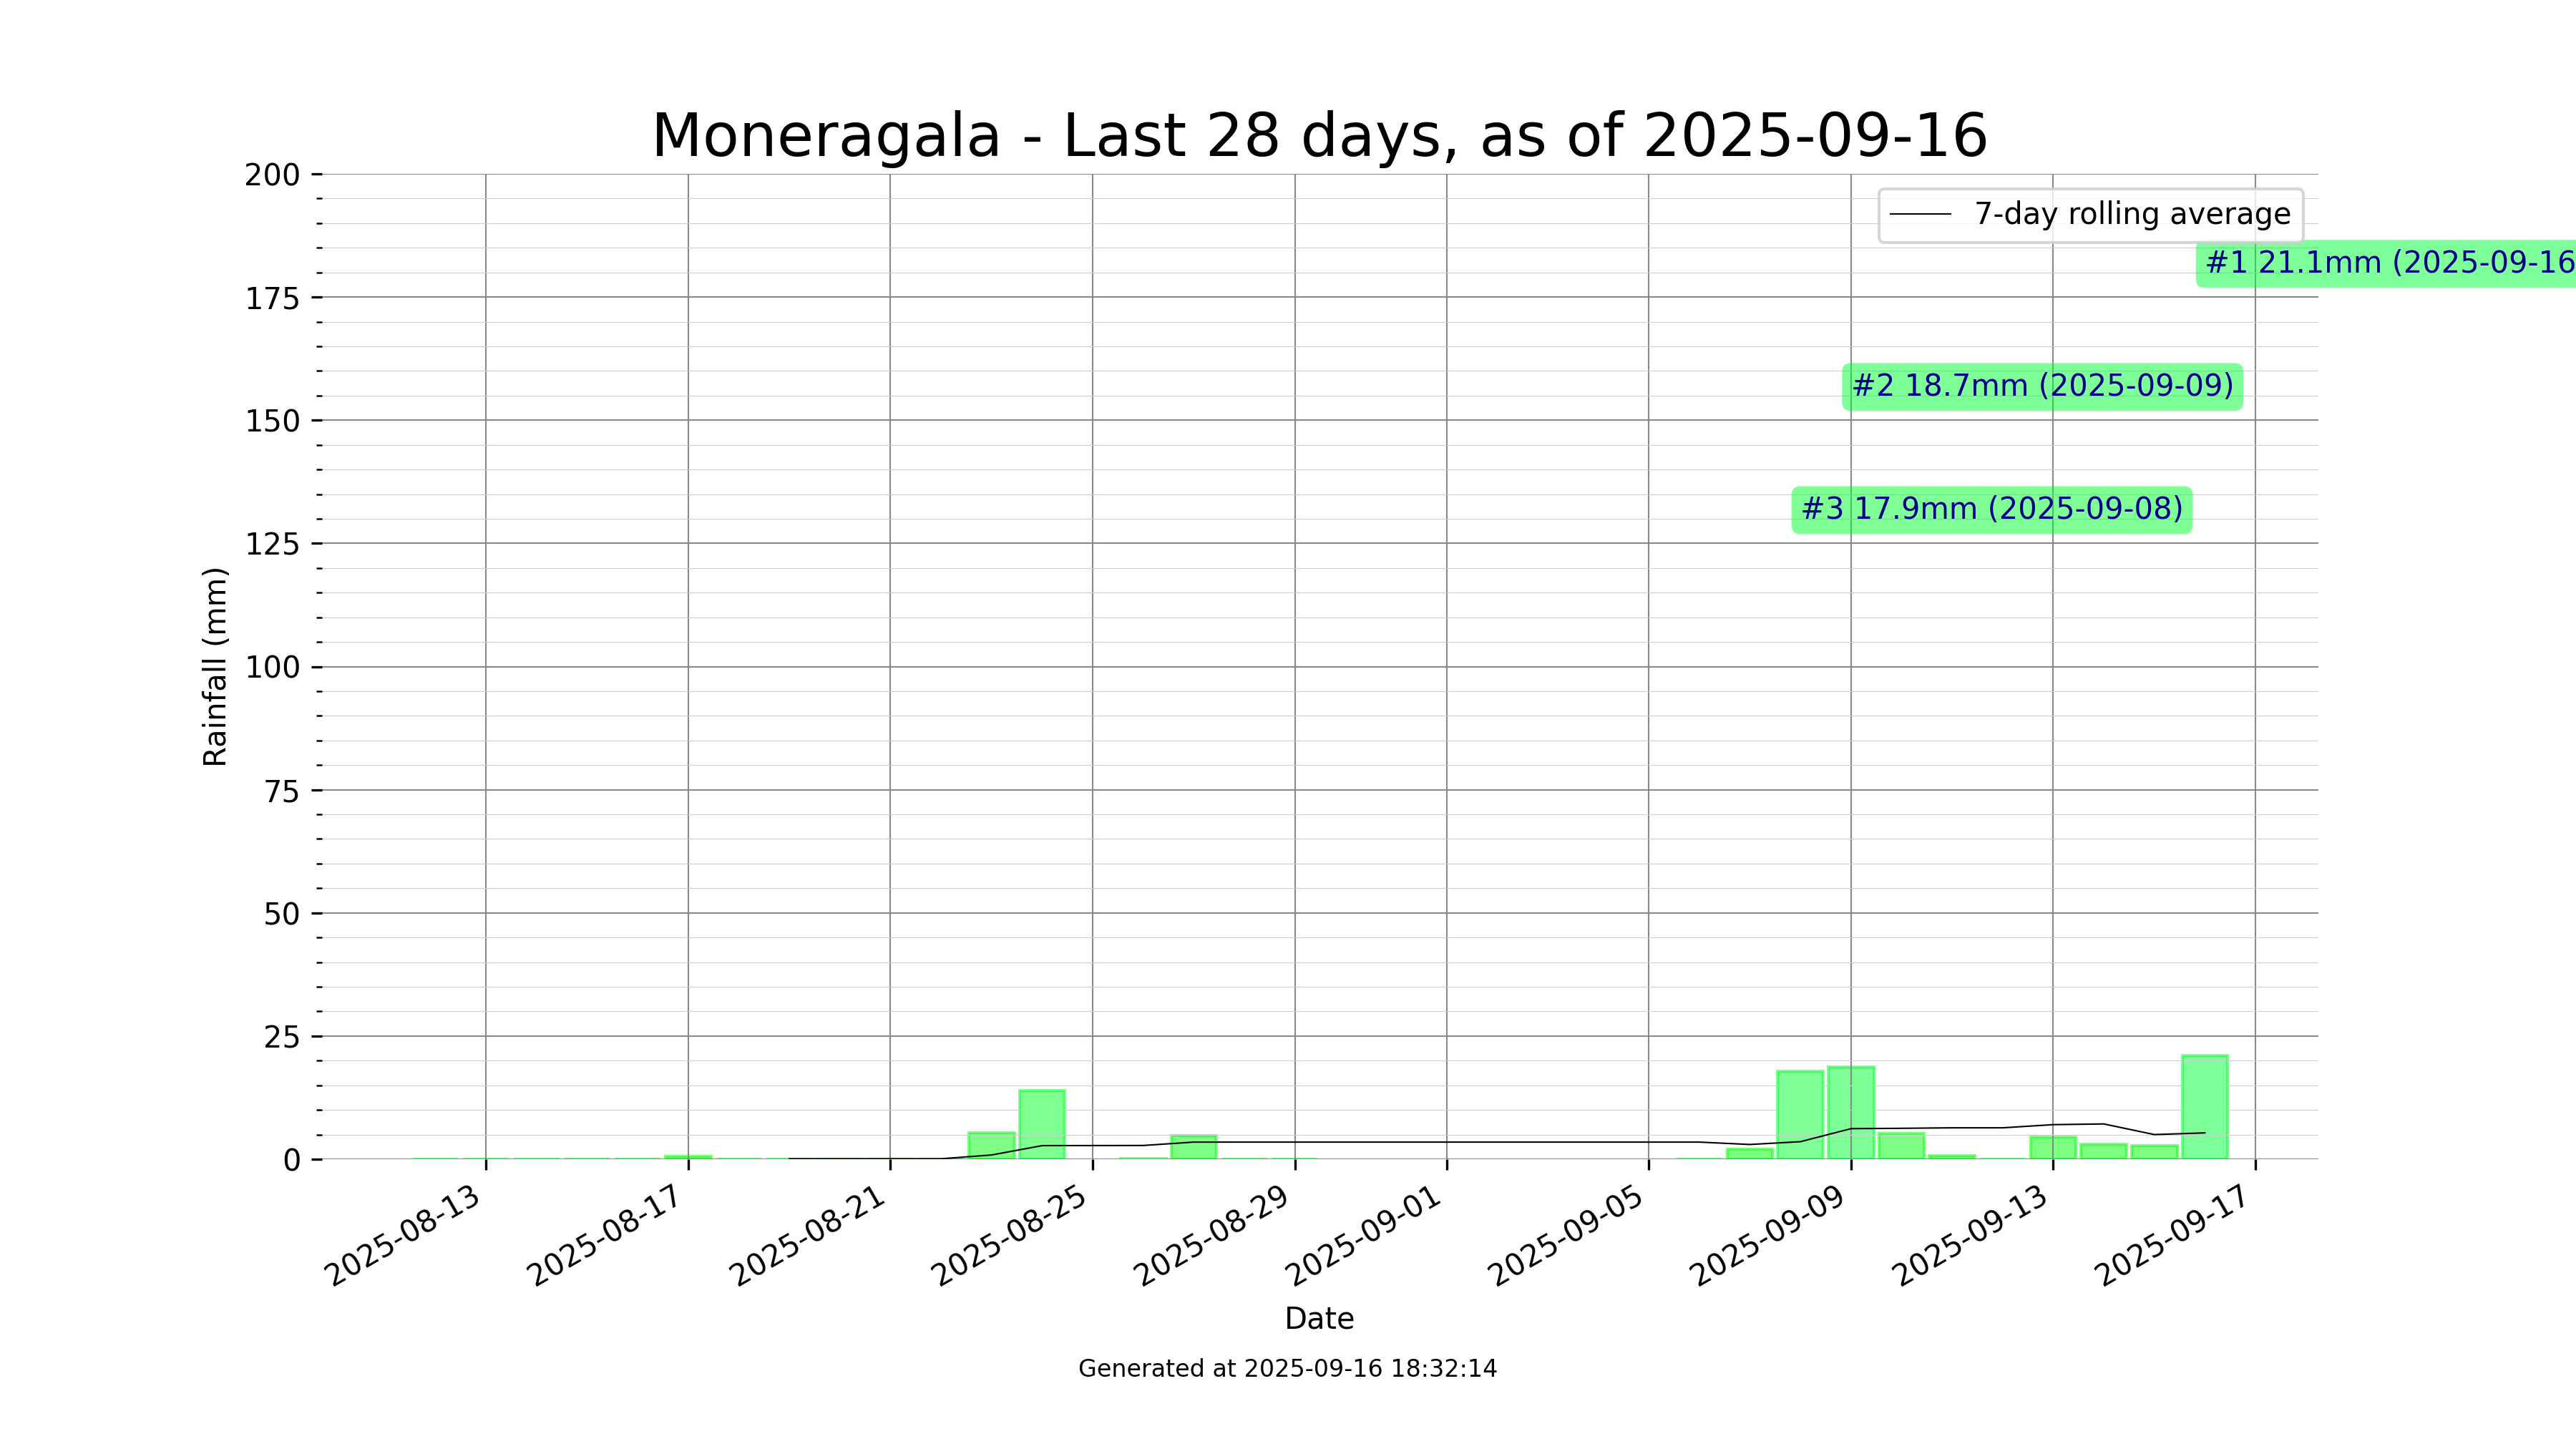 Moneragala - Last 28 days, as of 2025-09-16
200
175
150
125
100
75
50
25
0
Rainfall (mm)
7-day rolling average
#1 21.1mm (2025-09-16
#2 18.7mm (2025-09-09)
#3 17.9mm (2025-09-08)
2025-08-13
2025-08-17
2025-08-21
2025-08-25
2025-08-29
2025-09-01
2025-09-05
2025-09-09
2025-09-13
2025-09-17
Date
Generated at 2025-09-16 18:32:14